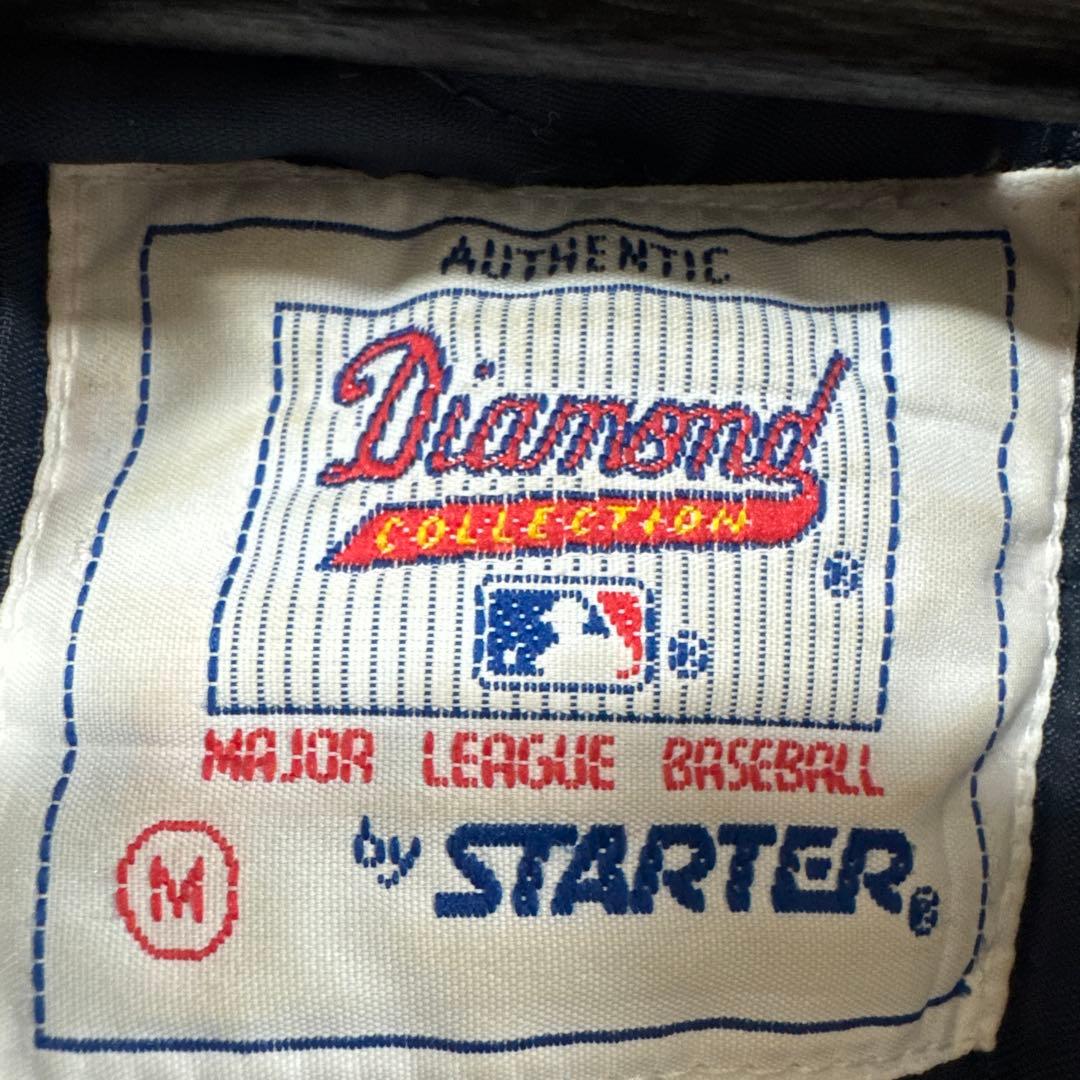 AUTHENTIC
Diamond
COLLECTION
®
®
MAJOR LEAGUE BASEBALL
M
by STARTER®